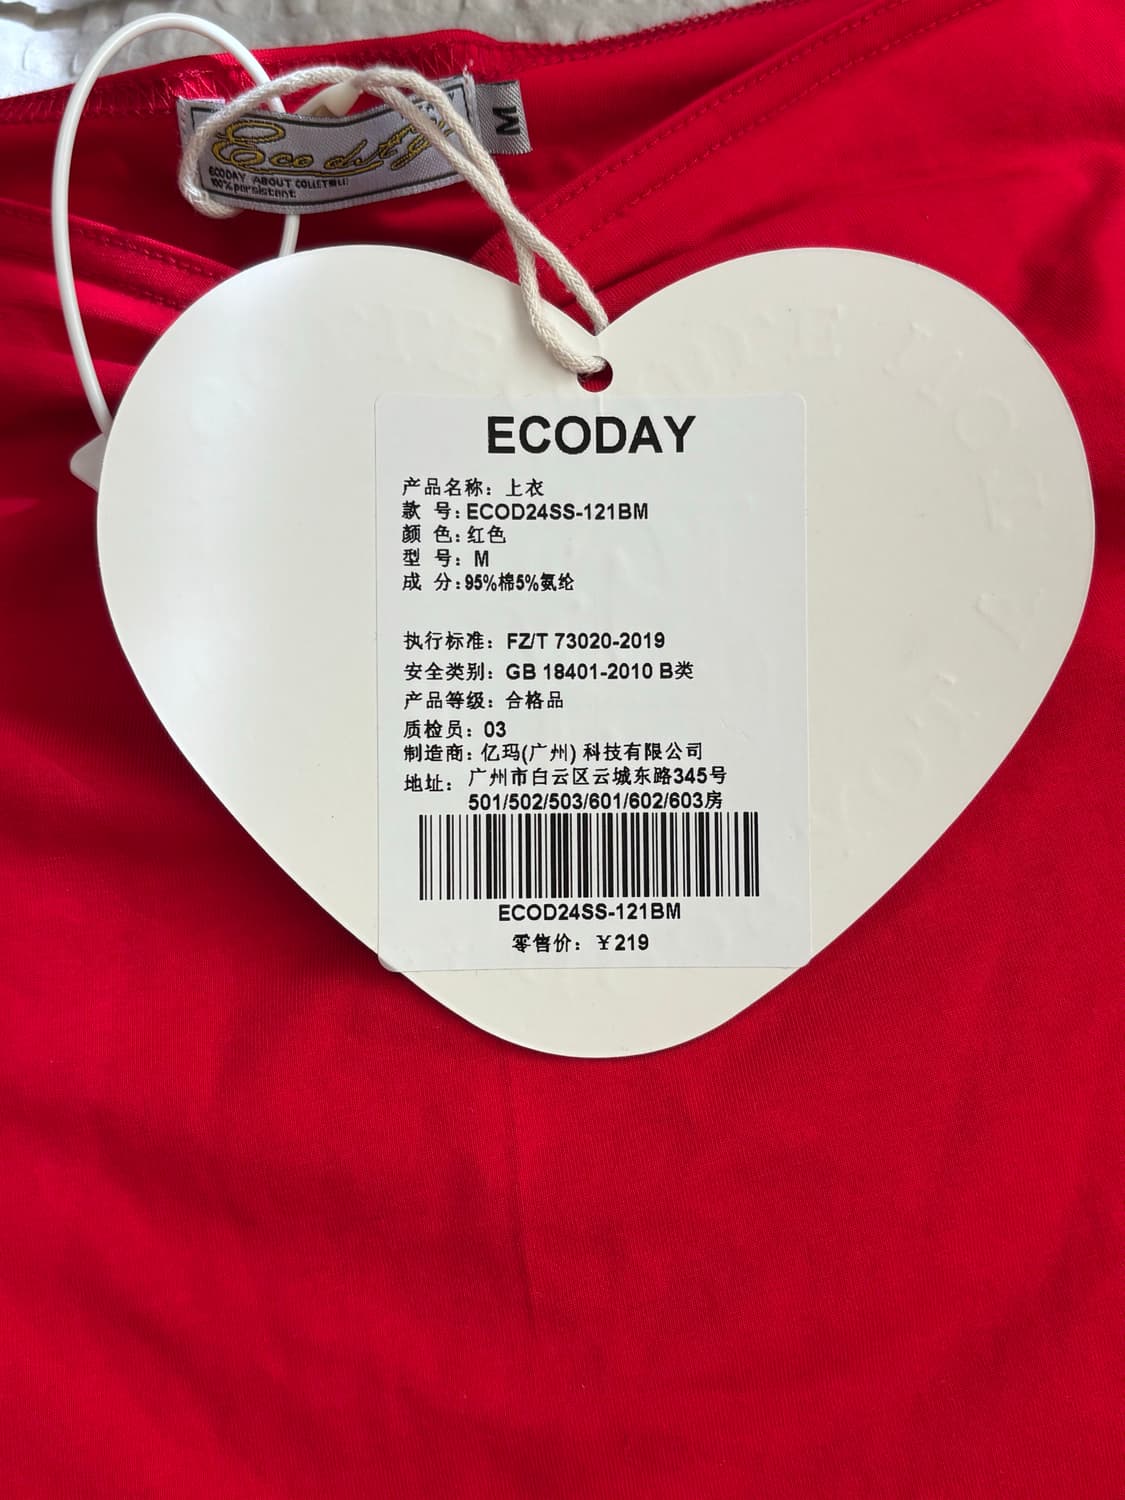 M
Ecoday
ECODAY ABOUT
100% persistent
ECODAY
产品名称：上衣
款 号：ECOD24SS-121BM
颜 色：红色
型 号：M
成 分：95%棉5%氨纶
执行标准：FZ/T 73020-2019
安全类别：GB 18401-2010 B类
产品等级：合格品
质检员：03
制造商：亿玛(广州) 科技有限公司
地址：广州市白云区云城东路345号
501/502/503/601/602/603房
ECOD24SS-121BM
零售价：￥219